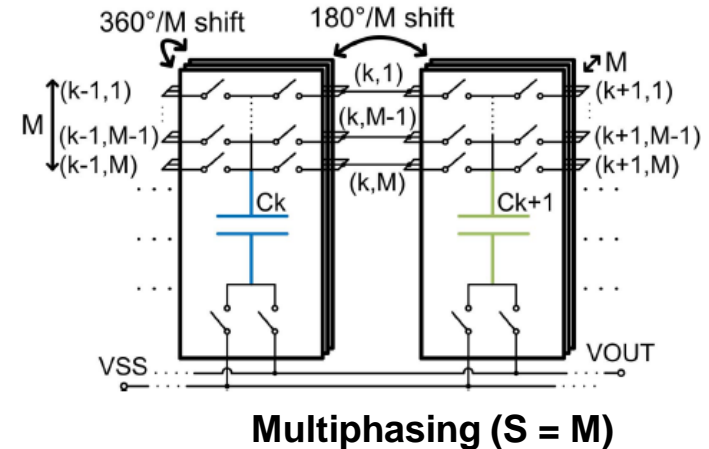 360°/M shift
180°/M shift
M
(k-1,1)
(k,1)
(k+1,1)
M
(k-1,M-1)
(k,M-1)
(k+1,M-1)
(k-1,M)
(k,M)
(k+1,M)
Ck
Ck+1
VSS
VOUT
Multiphasing (S = M)